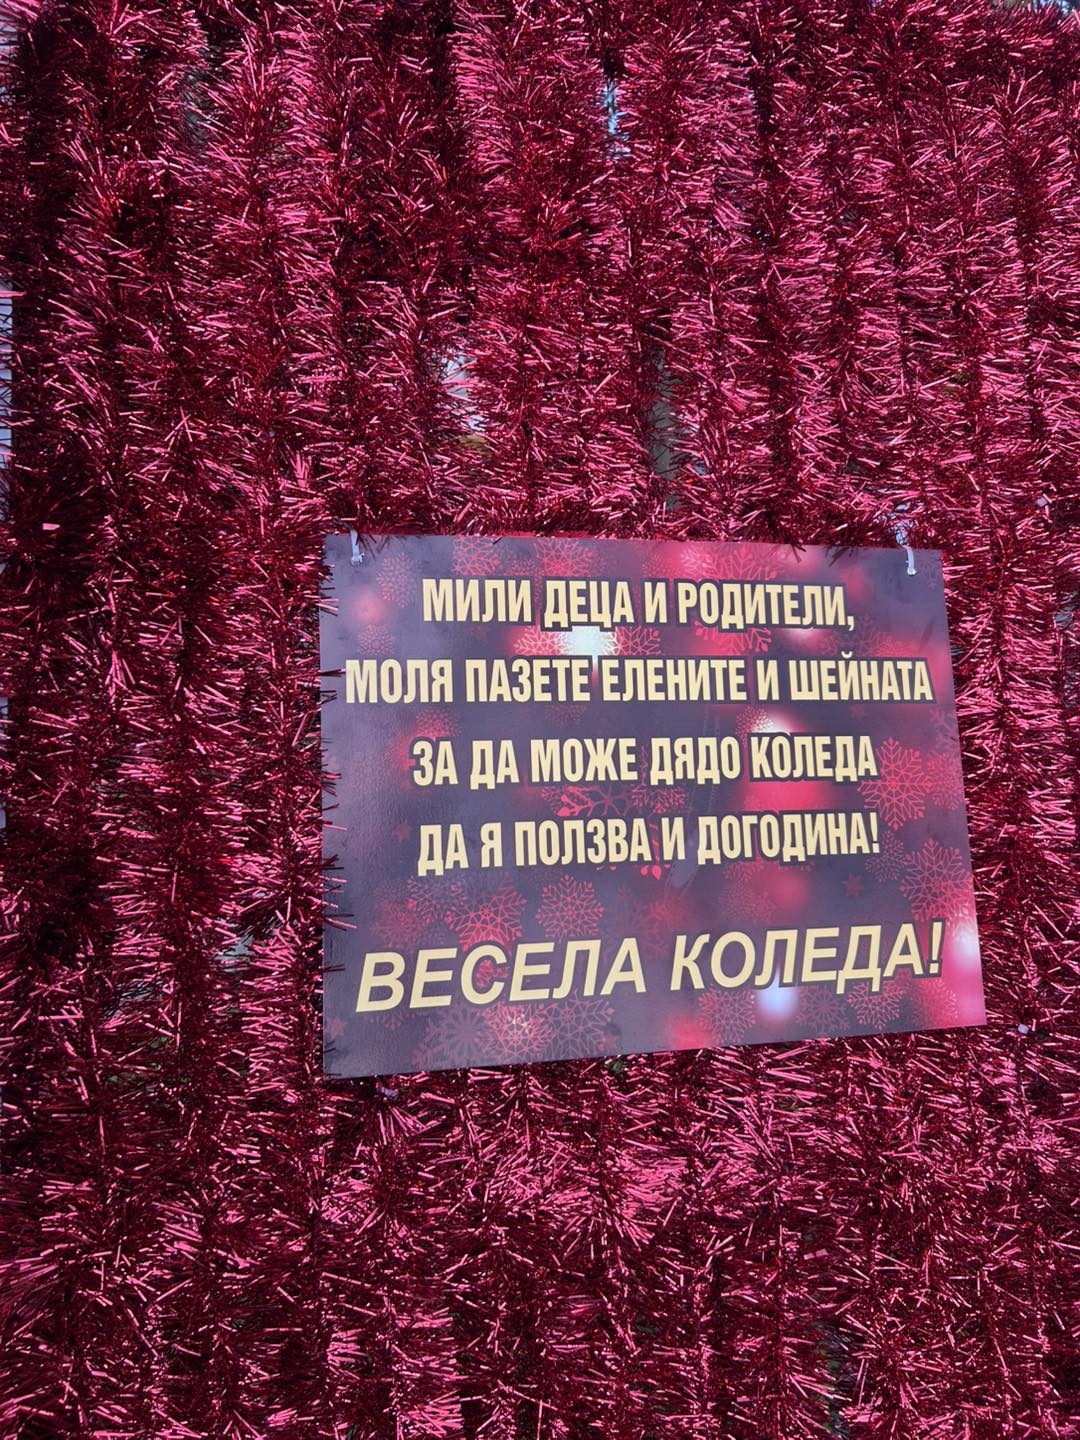 МИЛИ ДЕЦА И РОДИТЕЛИ,
МОЛЯ ПАЗЕТЕ ЕЛЕНИТЕ И ШЕЙНАТА
ЗА ДА МОЖЕ ДЯДО КОЛЕДА
ДА Я ПОЛЗВА И ДОГОДИНА!
ВЕСЕЛА КОЛЕДА!